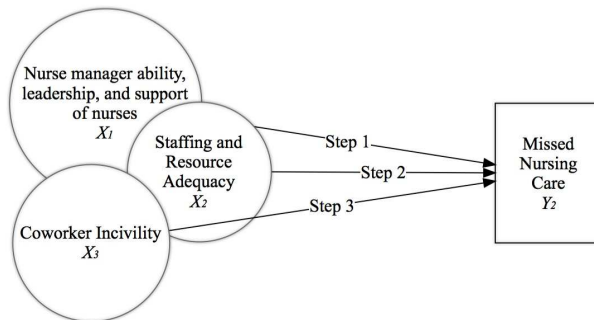 Nurse manager ability,
leadership, and support
of nurses
X1
Staffing and
Resource
Adequacy
X2
Coworker Incivility
X3
Step 1
Step 2
Step 3
Missed
Nursing
Care
Y2